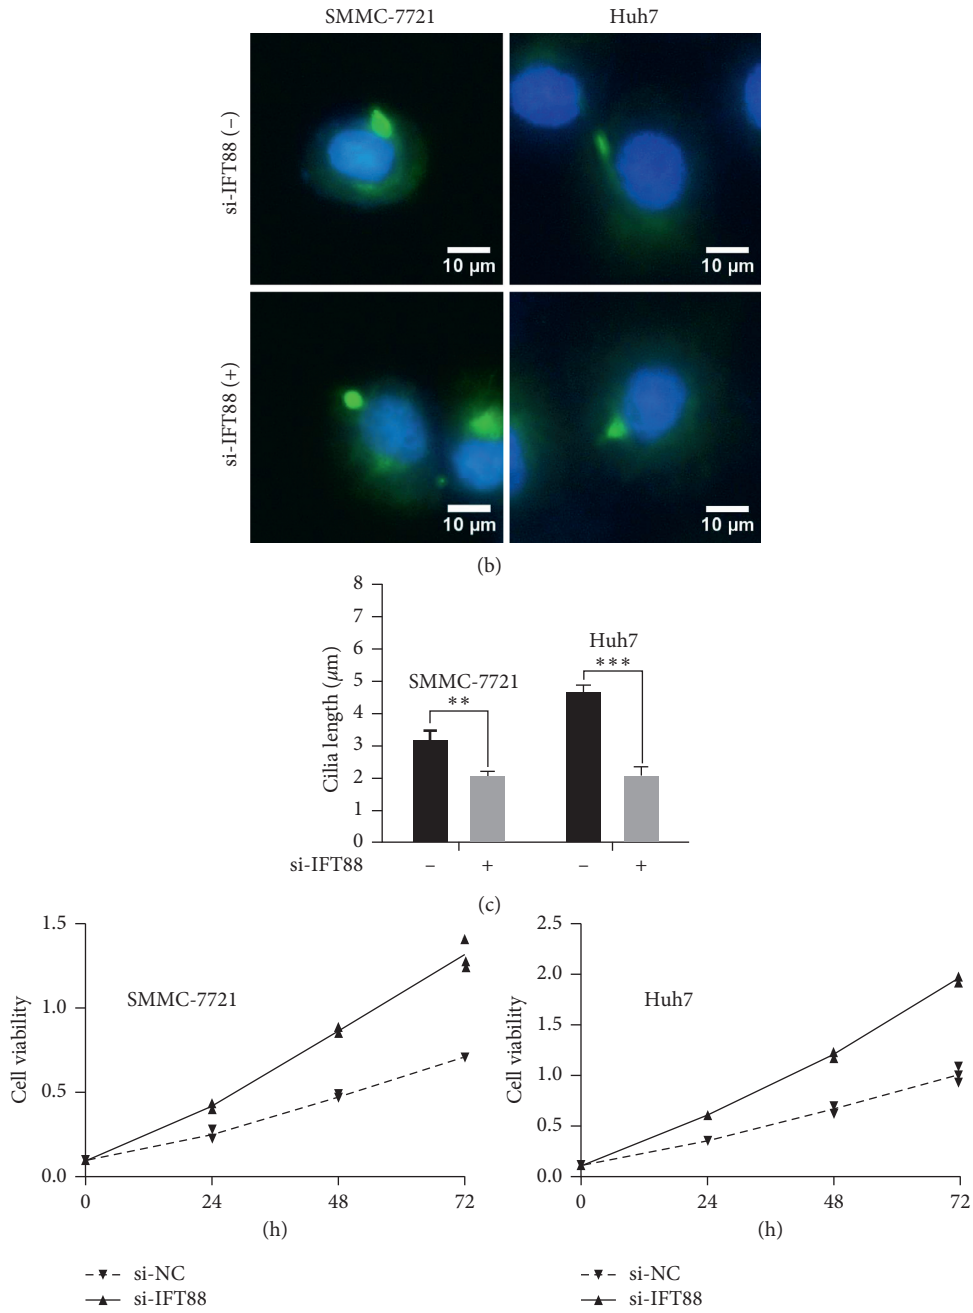 SMMC-7721 Huh7
si-IFT88 (−)
10 µm 10 µm
si-IFT88 (+)
10 µm 10 µm
(b)
8
7
6
5
4
3
2
1
0
Cilia length (µm)
SMMC-7721
**
Huh7
***
si-IFT88 − + − +
(c)
1.5
1.0
0.5
0.0
Cell viability
SMMC-7721
0 24 48 72
(h)
si-NC
si-IFT88
2.5
2.0
1.5
1.0
0.5
0.0
Cell viability
Huh7
0 24 48 72
(h)
si-NC
si-IFT88